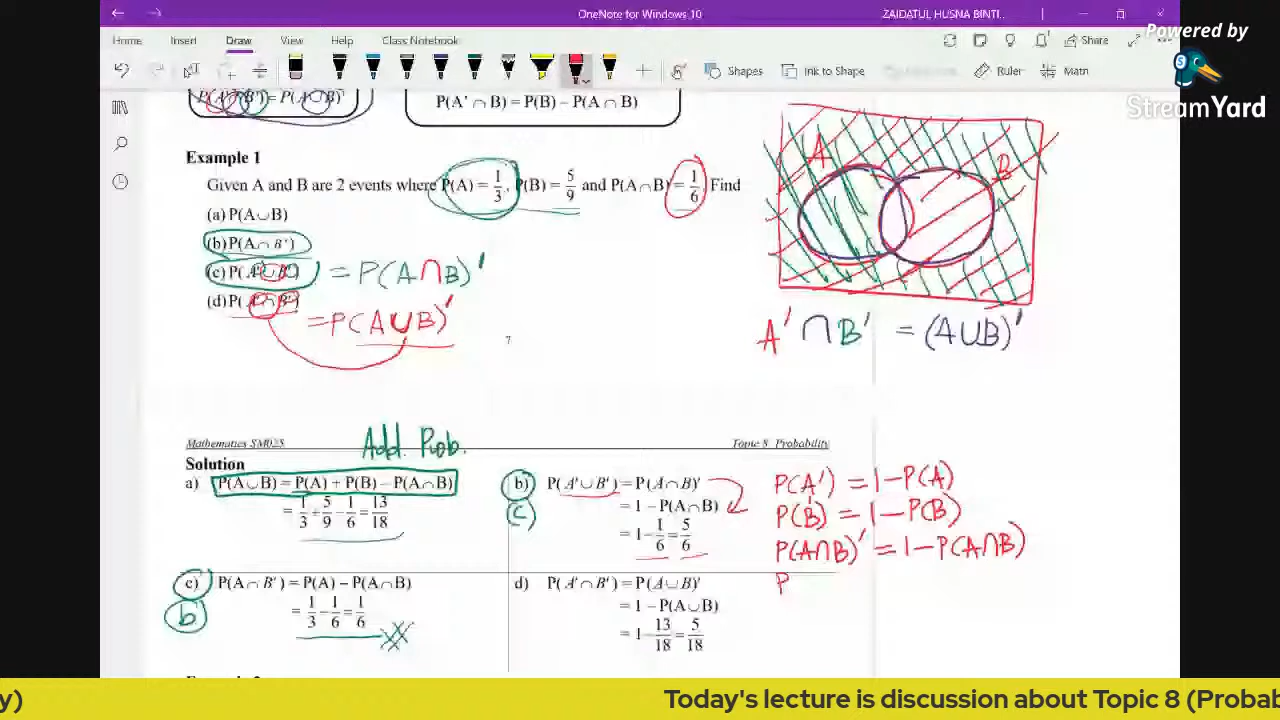 OneNote for Windows 10
ZAIDATUL HUSNA BINTI..
Powered by
StreamYard
Home Insert Draw View Help Class Notebook
Share
Shapes Ink to Shape Ruler Math
P(A' ∩ B') = P(A ∪ B)'
P(A' ∩ B) = P(B) – P(A ∩ B)
Example 1
Given A and B are 2 events where P(A) = 1/3, P(B) = 5/9 and P(A ∩ B) = 1/6, Find
(a) P(A∪B)
(b) P(A ∩ B')
(c) P(A' ∪ B') = P(A ∩ B)'
(d) P(A' ∩ B') = P(A ∪ B)'
7
A
B
A' ∩ B' = (A ∪ B)'
Add. Prob.
Mathematics SM025
Topic 8 Probability
Solution
a) P(A∪B) = P(A) + P(B) – P(A∩B)
= 1/3 + 5/9 – 1/6 = 13/18
b) P(A' ∪ B') = P(A ∩ B)'
c
= 1 – P(A∩B)
= 1 – 1/6 = 5/6
P(A') = 1 – P(A)
P(B') = 1 – P(B)
P(A∩B)' = 1 – P(A∩B)
P
c) P(A ∩ B') = P(A) – P(A∩B)
b
= 1/3 – 1/6 = 1/6
d) P(A' ∩ B') = P(A ∪ B)'
= 1 – P(A∪B)
= 1 – 13/18 = 5/18
y)
Today's lecture is discussion about Topic 8 (Probab